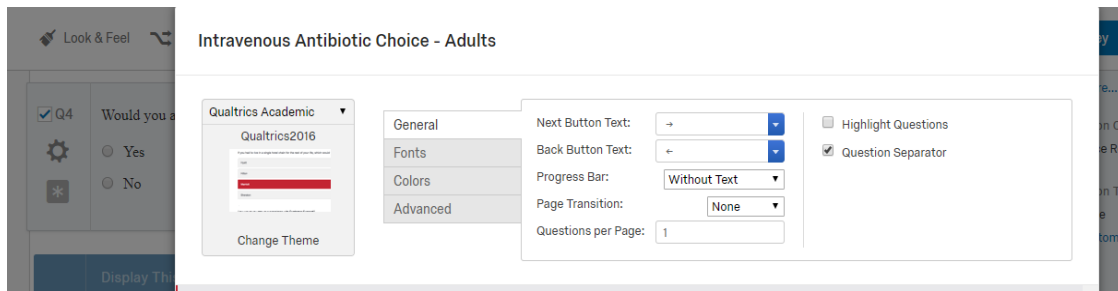 Look & Feel
Intravenous Antibiotic Choice - Adults
Q4
Would you a
Yes
No
Display This
Qualtrics Academic
Qualtrics2016
Change Theme
General
Fonts
Colors
Advanced
Next Button Text: →
Back Button Text: ←
Progress Bar: Without Text
Page Transition: None
Questions per Page: 1
Highlight Questions
Question Separator